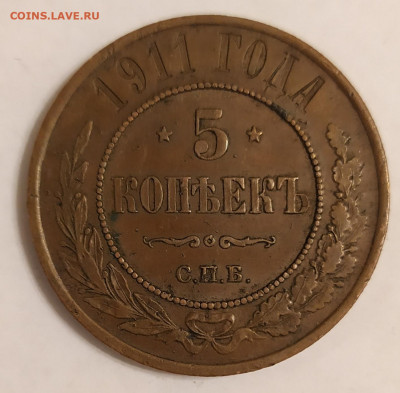 COINS.LAVE.RU
1911 ГОДА
5
КОПѢЕКЪ
С.П.Б.